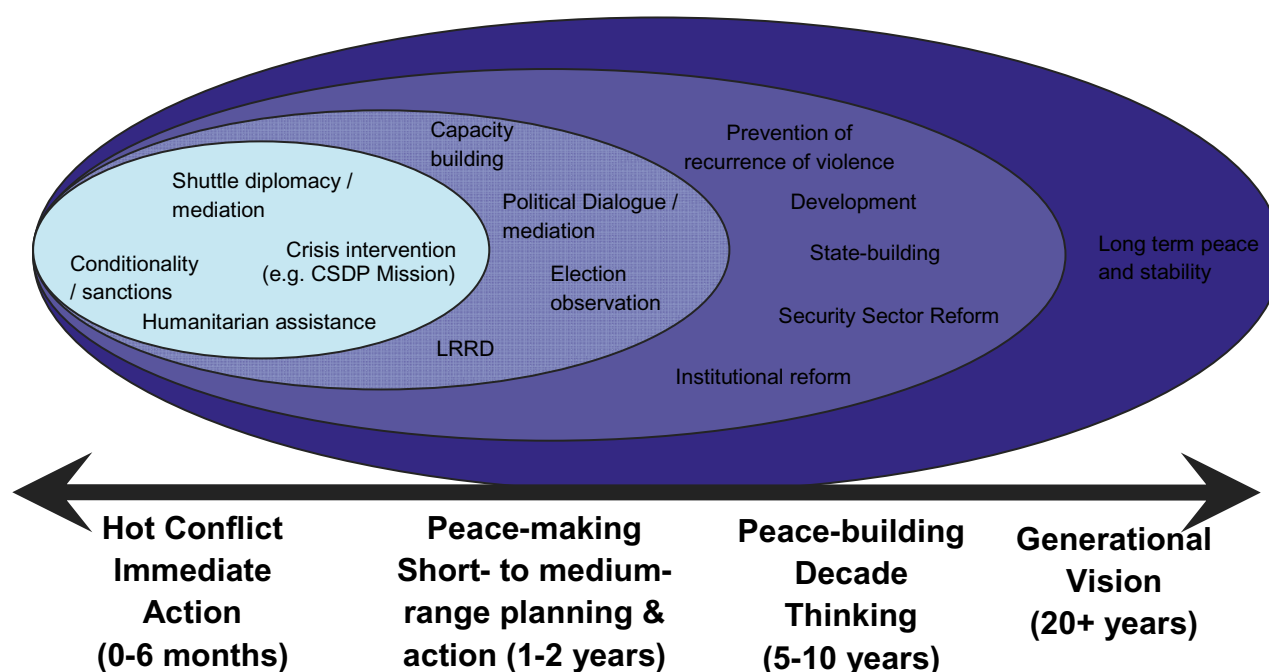 Shuttle diplomacy /
mediation
Conditionality
/ sanctions
Crisis intervention
(e.g. CSDP Mission)
Humanitarian assistance
Capacity
building
Political Dialogue /
mediation
Election
observation
LRRD
Prevention of
recurrence of violence
Development
State-building
Security Sector Reform
Institutional reform
Long term peace
and stability
Hot Conflict
Immediate
Action
(0-6 months)
Peace-making
Short- to medium-
range planning &
action (1-2 years)
Peace-building
Decade
Thinking
(5-10 years)
Generational
Vision
(20+ years)